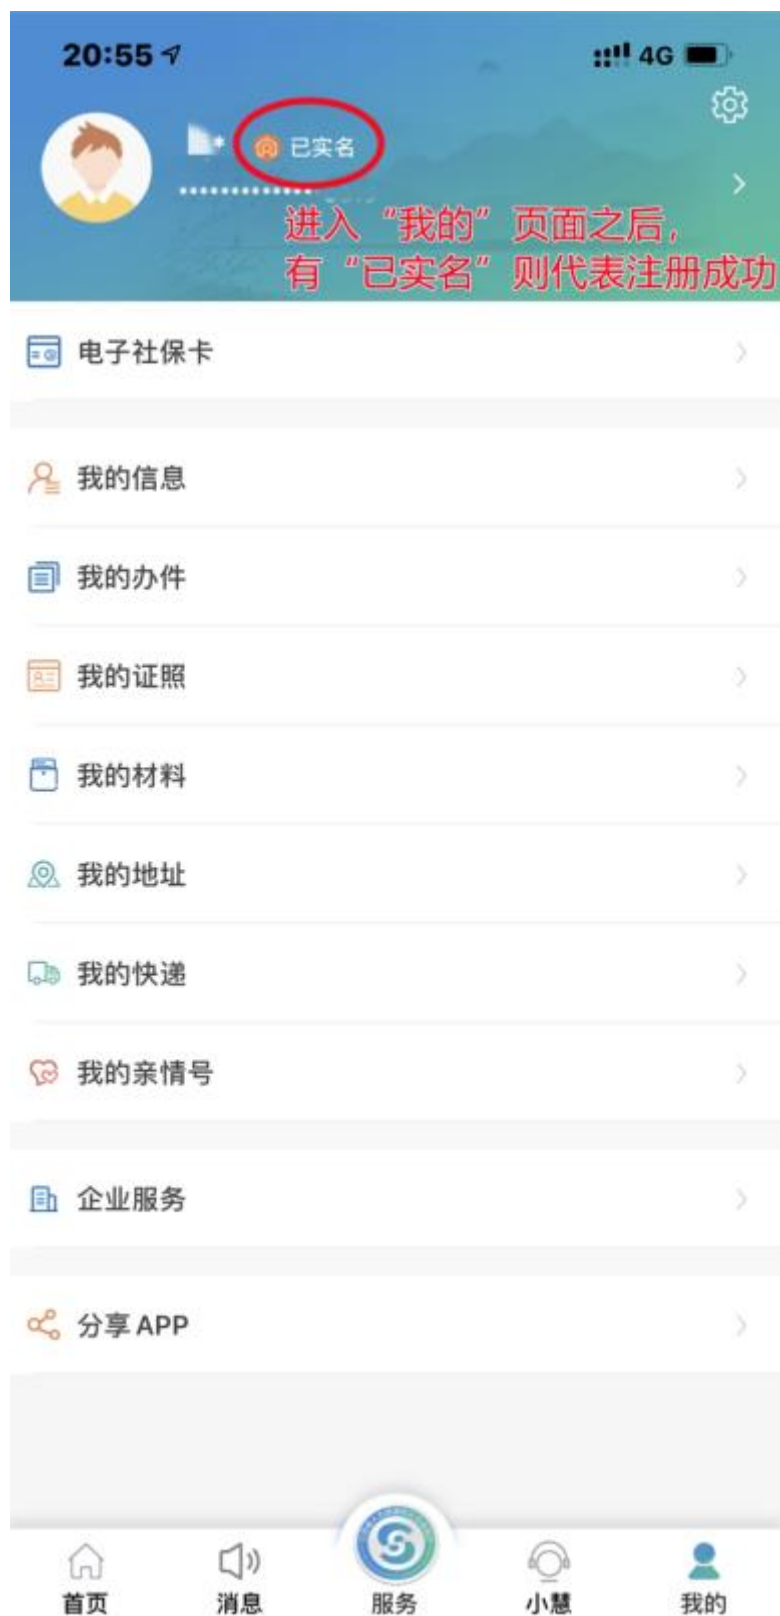 20:55
4G
已实名
进入“我的”页面之后,
有“已实名”则代表注册成功
电子社保卡
我的信息
我的办件
我的证照
我的材料
我的地址
我的快递
我的亲情号
企业服务
分享APP
首页
消息
服务
小慧
我的